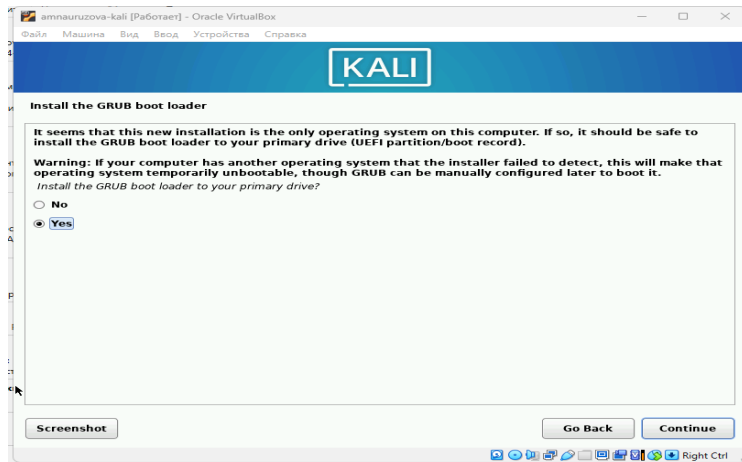 amnauruzova-kali [Работает] - Oracle VirtualBox
Файл Машина Вид Ввод Устройства Справка
KALI
Install the GRUB boot loader
It seems that this new installation is the only operating system on this computer. If so, it should be safe to
install the GRUB boot loader to your primary drive (UEFI partition/boot record).
Warning: If your computer has another operating system that the installer failed to detect, this will make that
operating system temporarily unbootable, though GRUB can be manually configured later to boot it.
Install the GRUB boot loader to your primary drive?
No
Yes
Screenshot Go Back Continue
Right Ctrl